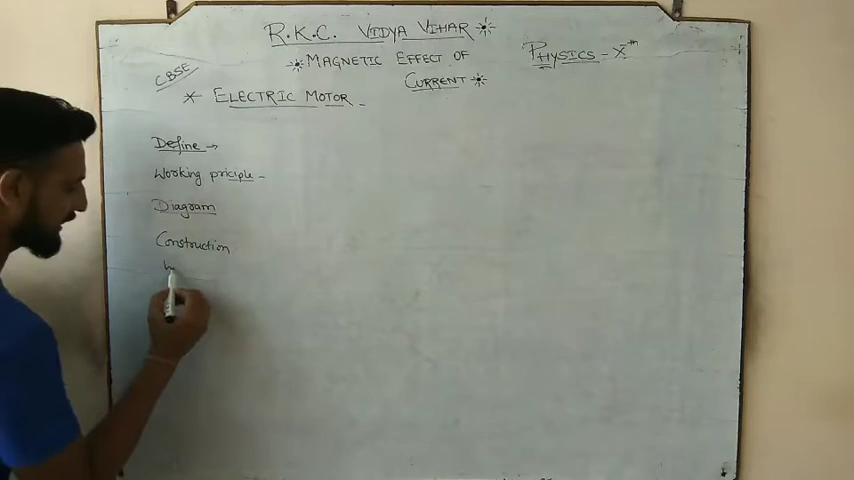 R.K.C. VIDYA VIHAR
PHYSICS - X
MAGNETIC EFFECT OF
CURRENT
CBSE
* ELECTRIC MOTOR -
Define →
Working priciple -
Diagram
Construction